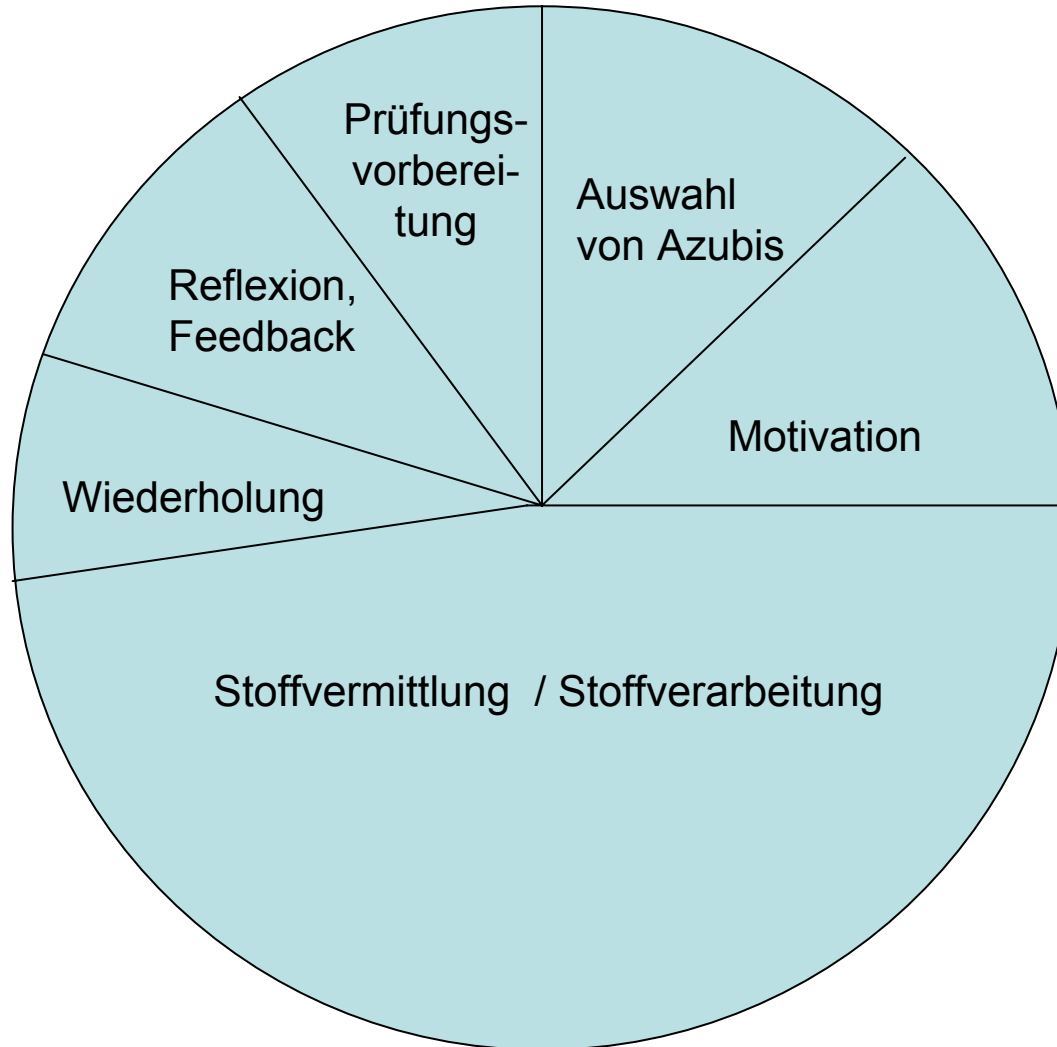 Prüfungs-
vorberei-
tung
Auswahl
von Azubis
Reflexion,
Feedback
Motivation
Wiederholung
Stoffvermittlung / Stoffverarbeitung